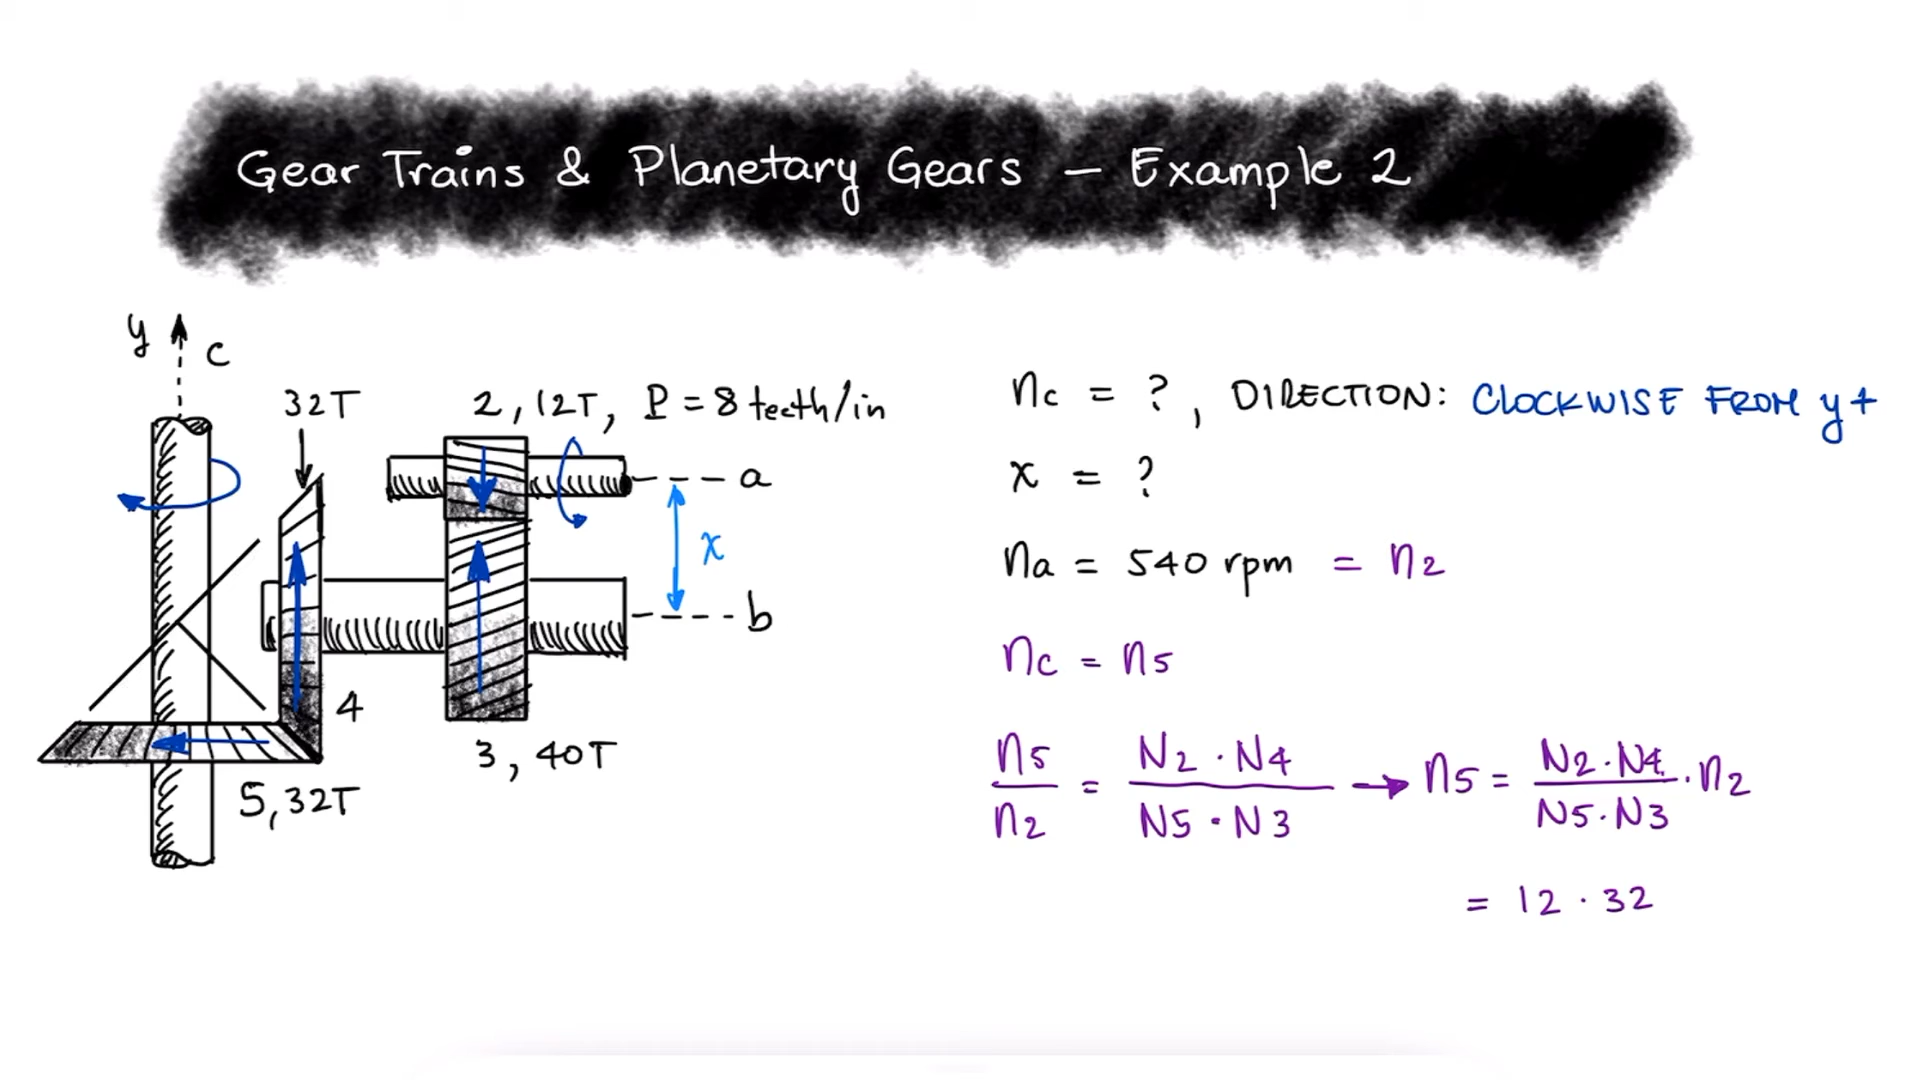 Gear Trains & Planetary Gears – Example 2
y c
32T
2, 12T, P = 8 teeth/in
a
x
b
4
3, 40T
5, 32T
nc = ?, DIRECTION: CLOCKWISE FROM y+
x = ?
na = 540 rpm = n2
nc = n5
n5/n2 = N2 · N4/N5 · N3 → n5 = N2 · N4/N5 · N3 · n2
= 12 · 32